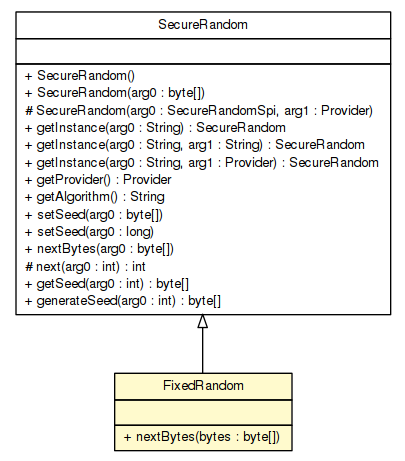 SecureRandom
+ SecureRandom()
+ SecureRandom(arg0 : byte[])
# SecureRandom(arg0 : SecureRandomSpi, arg1 : Provider)
+ getInstance(arg0 : String) : SecureRandom
+ getInstance(arg0 : String, arg1 : String) : SecureRandom
+ getInstance(arg0 : String, arg1 : Provider) : SecureRandom
+ getProvider() : Provider
+ getAlgorithm() : String
+ setSeed(arg0 : byte[])
+ setSeed(arg0 : long)
+ nextBytes(arg0 : byte[])
# next(arg0 : int) : int
+ getSeed(arg0 : int) : byte[]
+ generateSeed(arg0 : int) : byte[]
FixedRandom
+ nextBytes(bytes : byte[])